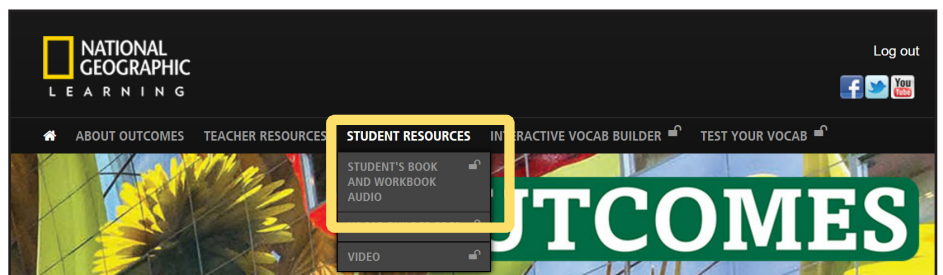 NATIONAL
GEOGRAPHIC
LEARNING
Log out
You
Tube
ABOUT OUTCOMES TEACHER RESOURCES STUDENT RESOURCES INTERACTIVE VOCAB BUILDER TEST YOUR VOCAB
STUDENT'S BOOK
AND WORKBOOK
AUDIO
OUTCOMES
VIDEO